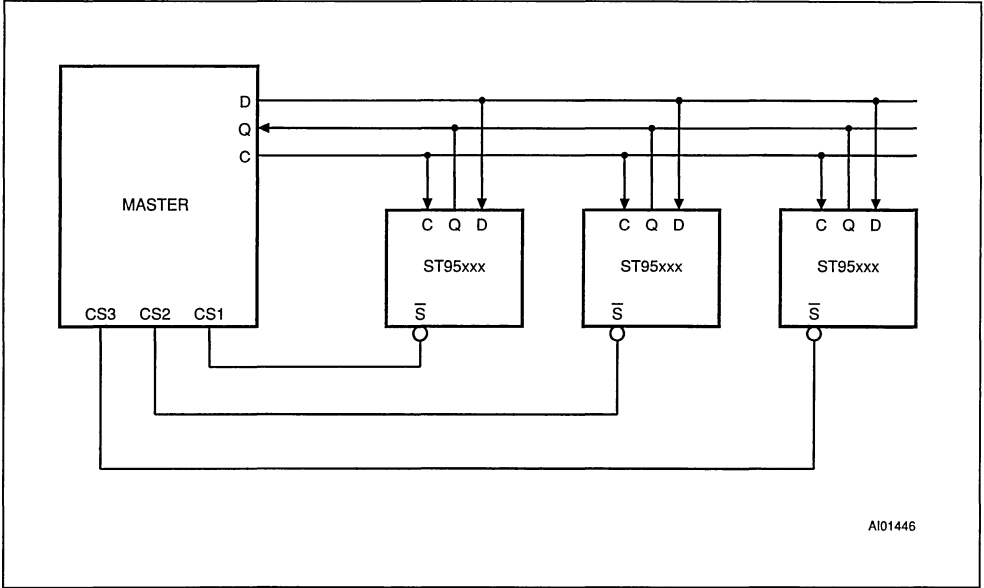 D
Q
C
MASTER
CS3 CS2 CS1
C Q D
ST95xxx
S̅
C Q D
ST95xxx
S̅
C Q D
ST95xxx
S̅
AI01446